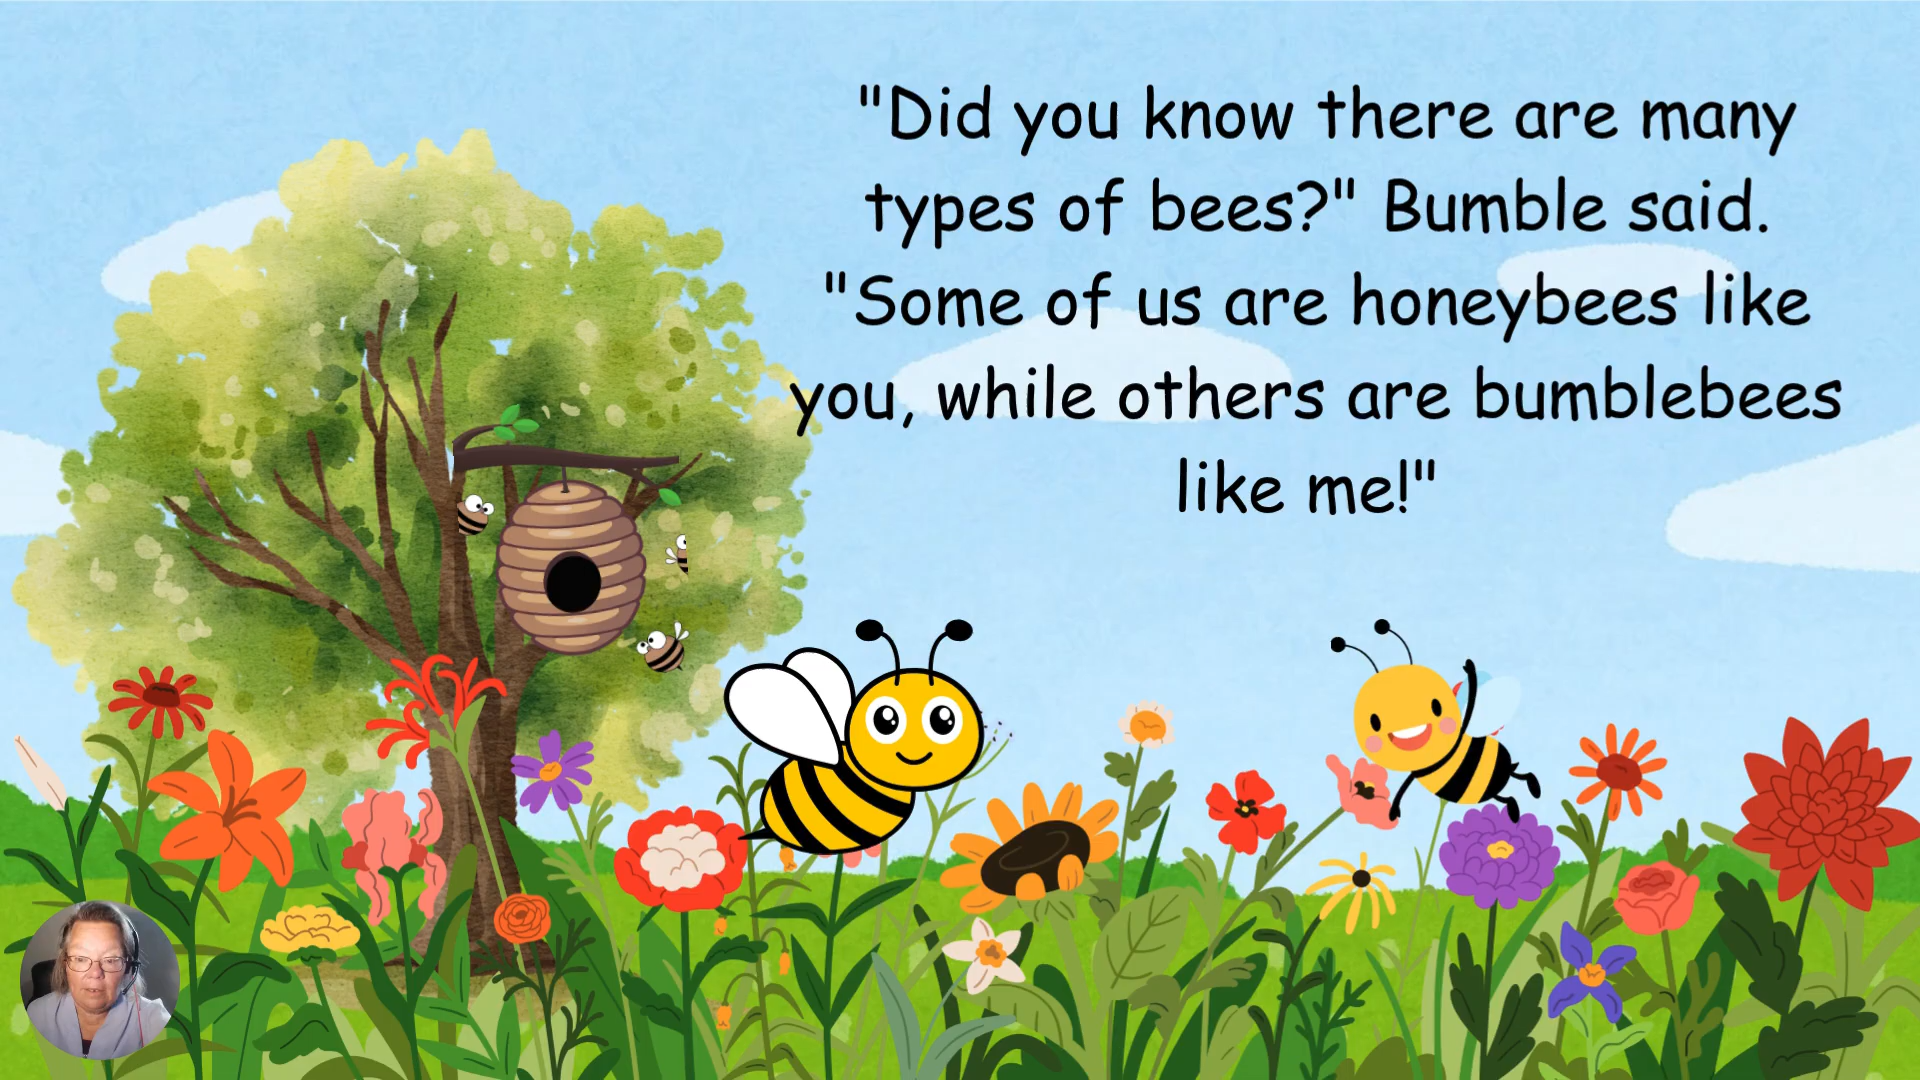 "Did you know there are many
types of bees?" Bumble said.
"Some of us are honeybees like
you, while others are bumblebees
like me!"